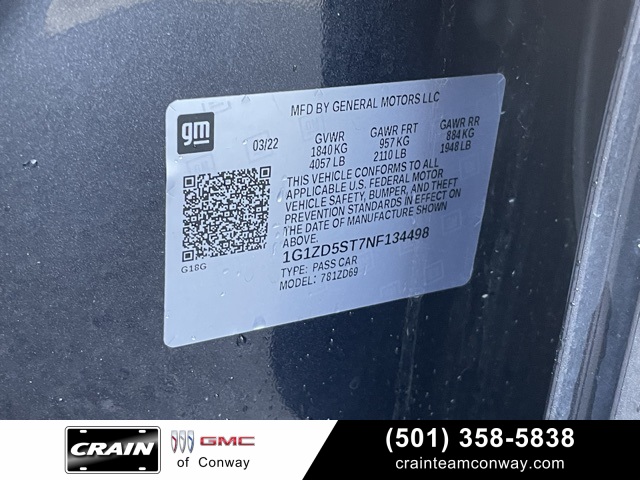 MFD BY GENERAL MOTORS LLC
gm
03/22
GVWR GAWR FRT GAWR RR
1840 KG 957 KG 884 KG
4057 LB 2110 LB 1948 LB
THIS VEHICLE CONFORMS TO ALL
APPLICABLE U.S. FEDERAL MOTOR
VEHICLE SAFETY, BUMPER, AND THEFT
PREVENTION STANDARDS IN EFFECT ON
THE DATE OF MANUFACTURE SHOWN
ABOVE.
1G1ZD5ST7NF134498
TYPE: PASS CAR
MODEL: 781ZD69
G18G
CRAIN GMC
of Conway
(501) 358-5838
crainteamconway.com